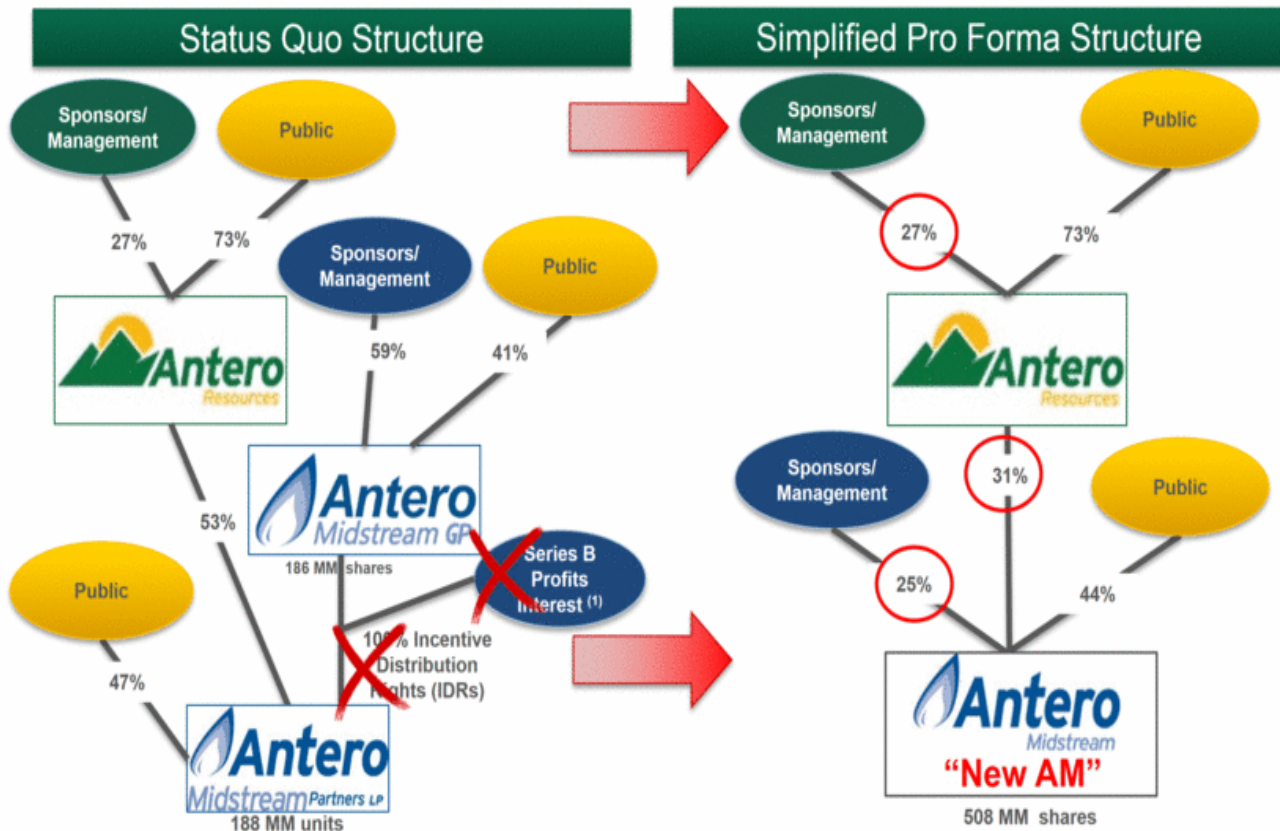 Status Quo Structure
Sponsors/
Management
Public
27%
73%
Sponsors/
Management
Public
Antero
Resources
59%
41%
53%
Antero
Midstream GP
186 MM shares
Series B
Profits
Interest (1)
Public
100% Incentive
Distribution
Rights (IDRs)
47%
Antero
Midstream Partners LP
188 MM units
Simplified Pro Forma Structure
Sponsors/
Management
Public
27%
73%
Antero
Resources
Sponsors/
Management
31%
Public
25%
44%
Antero
Midstream
“New AM”
508 MM shares